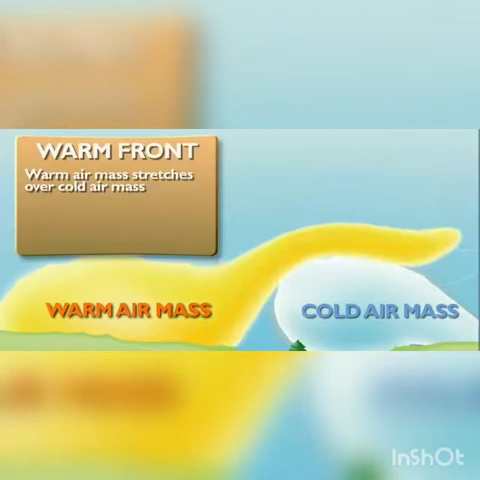 WARM FRONT
Warm air mass stretches
over cold air mass
WARM AIR MASS
COLD AIR MASS
InShOt